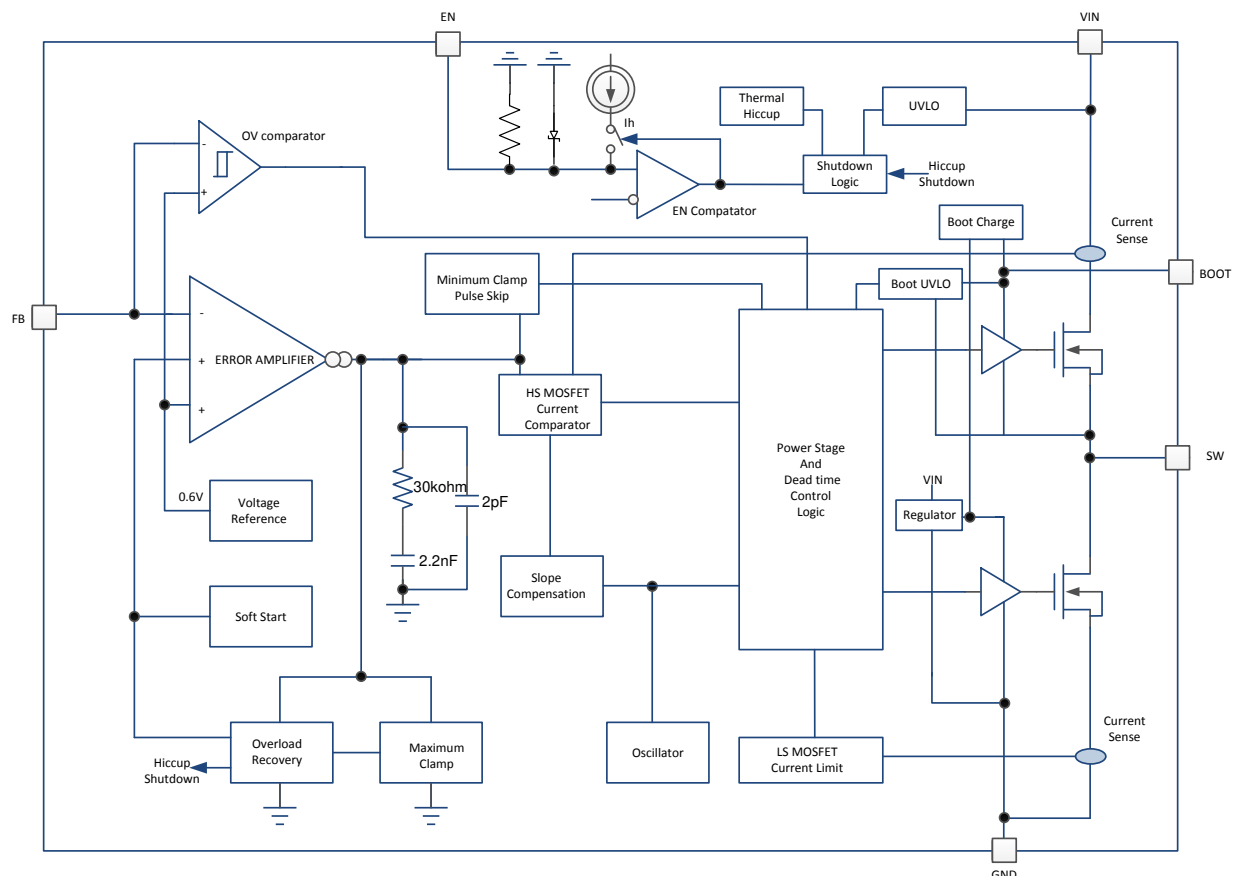 EN
VIN
Thermal
Hiccup
UVLO
OV comparator
Ih
-
+
Shutdown
Logic
Hiccup
Shutdown
EN Compatator
Boot Charge
Current
Sense
BOOT
Minimum Clamp
Pulse Skip
Boot UVLO
FB
-
+
ERROR AMPLIFIER
+
HS MOSFET
Current
Comparator
Power Stage
And
Dead time
Control
Logic
SW
30kohm
2pF
0.6V
Voltage
Reference
VIN
Regulator
2.2nF
Slope
Compensation
Soft Start
Overload
Recovery
Maximum
Clamp
Hiccup
Shutdown
Oscillator
LS MOSFET
Current Limit
Current
Sense
GND